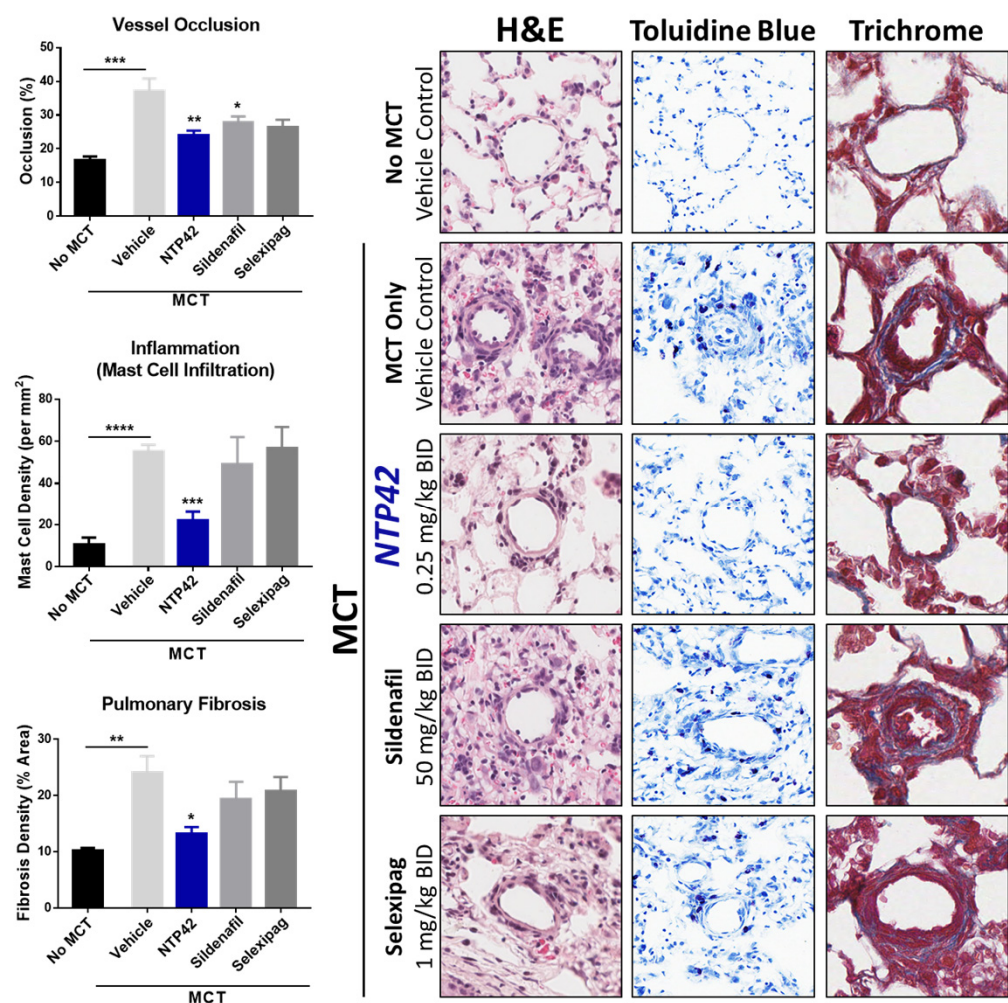 Vessel Occlusion
Occlusion (%)
50
40
30
20
10
0
***
**
*
No MCT
Vehicle
NTP42
Sildenafil
Selexipag
MCT
Inflammation
(Mast Cell Infiltration)
Mast Cell Density (per mm²)
80
60
40
20
0
****
***
No MCT
Vehicle
NTP42
Sildenafil
Selexipag
MCT
Pulmonary Fibrosis
Fibrosis Density (% Area)
30
20
10
0
**
*
No MCT
Vehicle
NTP42
Sildenafil
Selexipag
MCT
H&E
Toluidine Blue
Trichrome
No MCT
Vehicle Control
MCT
MCT Only
Vehicle Control
NTP42
0.25 mg/kg BID
Sildenafil
50 mg/kg BID
Selexipag
1 mg/kg BID